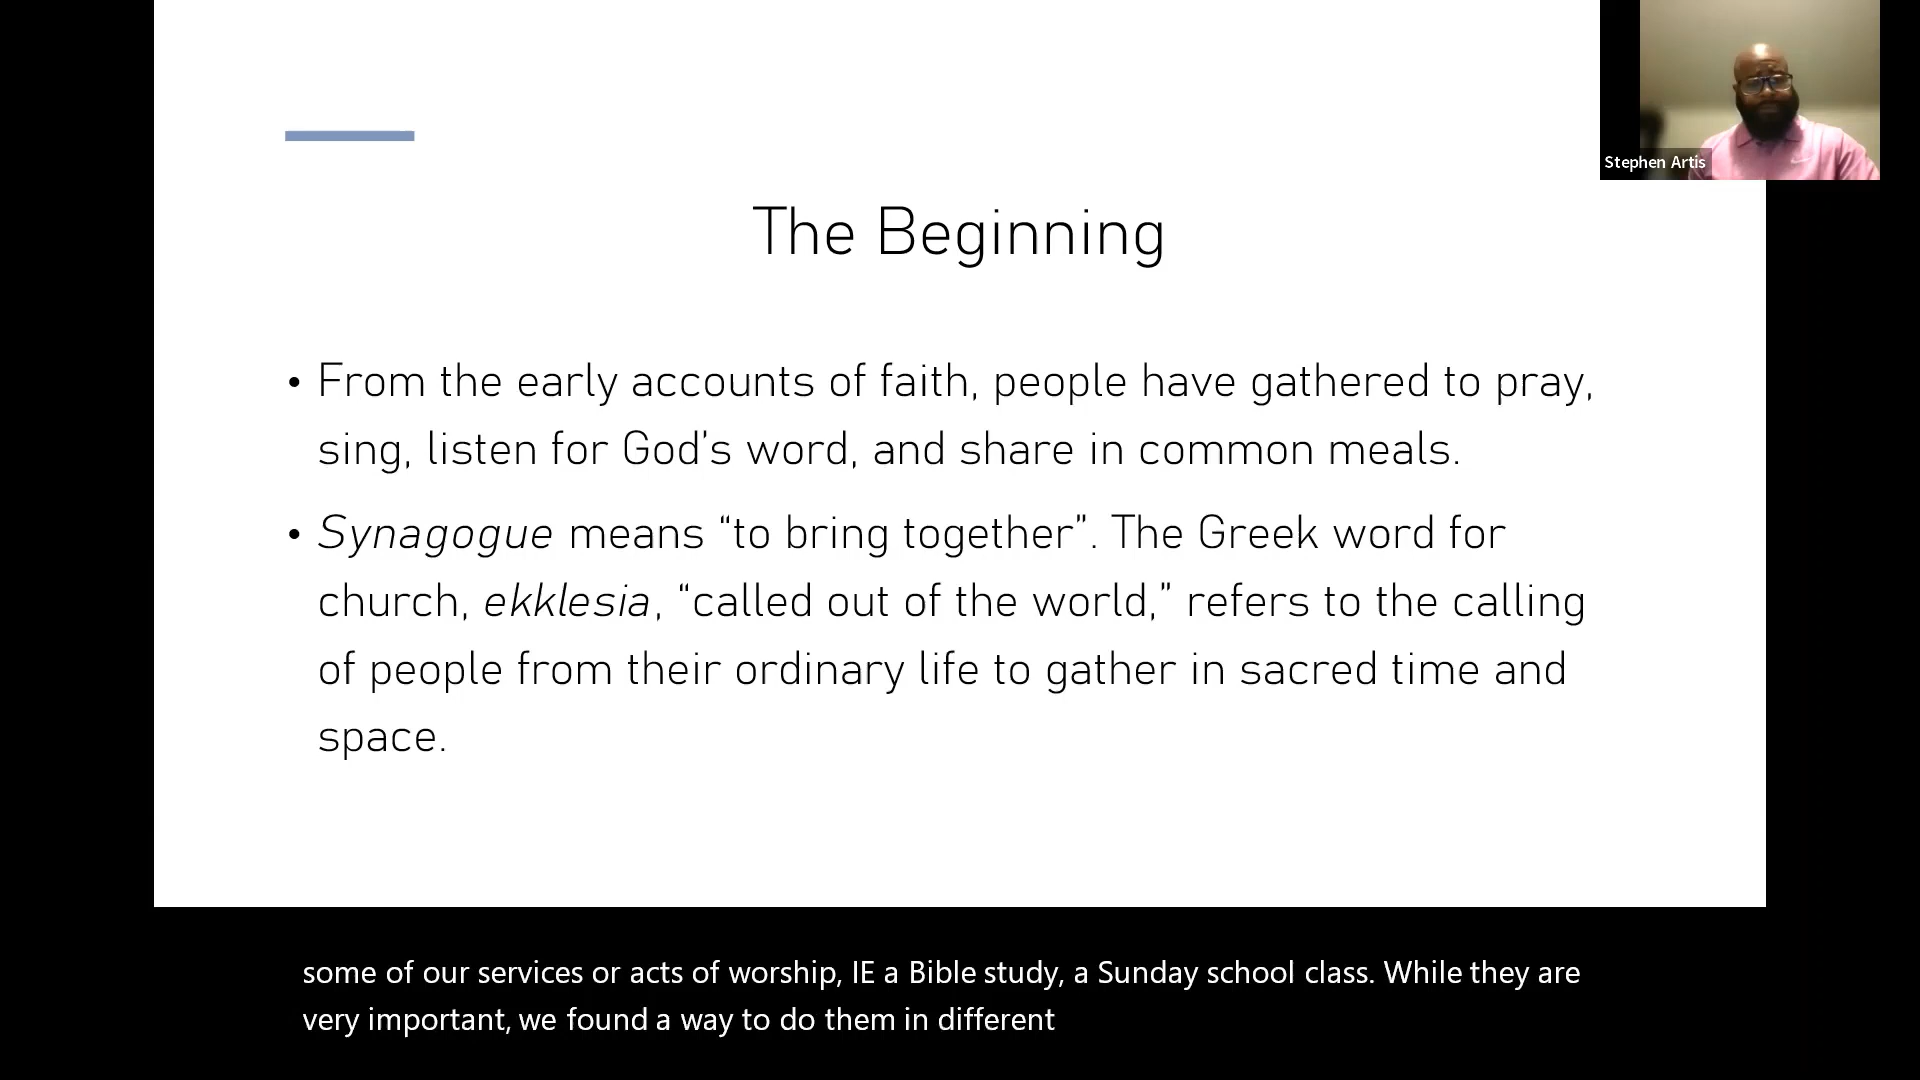 Stephen Artis
The Beginning
• From the early accounts of faith, people have gathered to pray,
sing, listen for God’s word, and share in common meals.
• Synagogue means “to bring together”. The Greek word for
church, ekklesia, “called out of the world,” refers to the calling
of people from their ordinary life to gather in sacred time and
space.
some of our services or acts of worship, IE a Bible study, a Sunday school class. While they are
very important, we found a way to do them in different